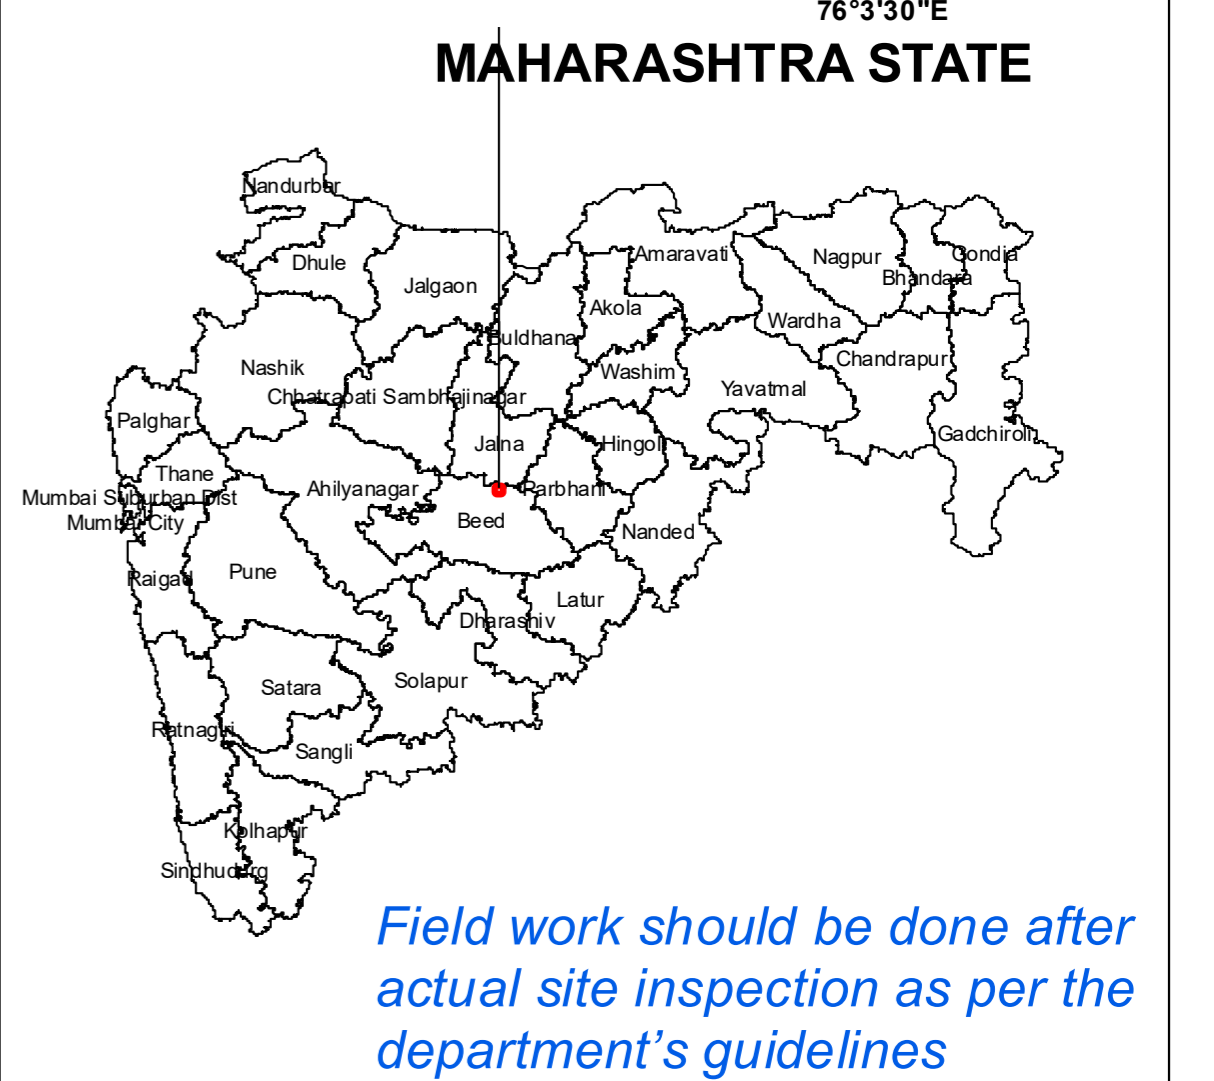 76°3'30"E
MAHARASHTRA STATE
Nandurbar
Dhule
Jalgaon
Amaravati
Nagpur
Gondia
Bhandara
Akola
Wardha
Buldhana
Nashik
Washim
Chandrapur
Yavatmal
Chhatrapati Sambhajinagar
Palghar
Jalna
Hingoli
Gadchiroli
Thane
Ahilyanagar
Parbhani
Mumbai Suburban Dist
Mumbai City
Beed
Nanded
Raigad
Pune
Latur
Dharashiv
Satara
Solapur
Ratnagiri
Sangli
Kolhapur
Sindhudurg
Field work should be done after
actual site inspection as per the
department’s guidelines